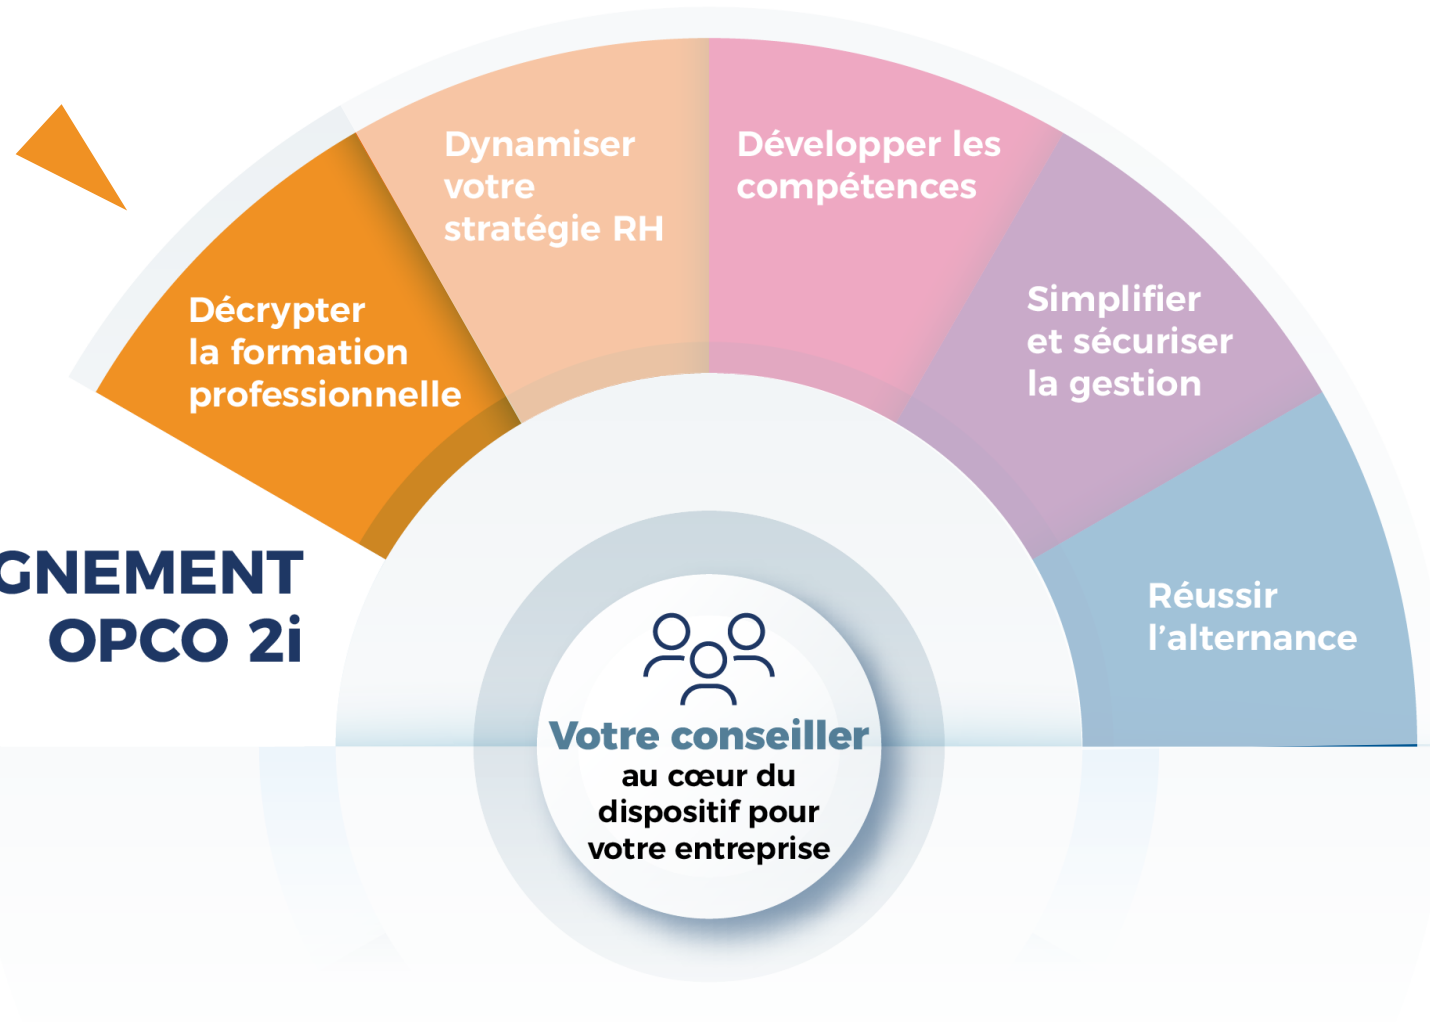 Dynamiser
votre
stratégie RH
Développer les
compétences
Décrypter
la formation
professionnelle
Simplifier
et sécuriser
la gestion
GNEMENT
OPCO 2i
Réussir
l’alternance
Votre conseiller
au cœur du
dispositif pour
votre entreprise